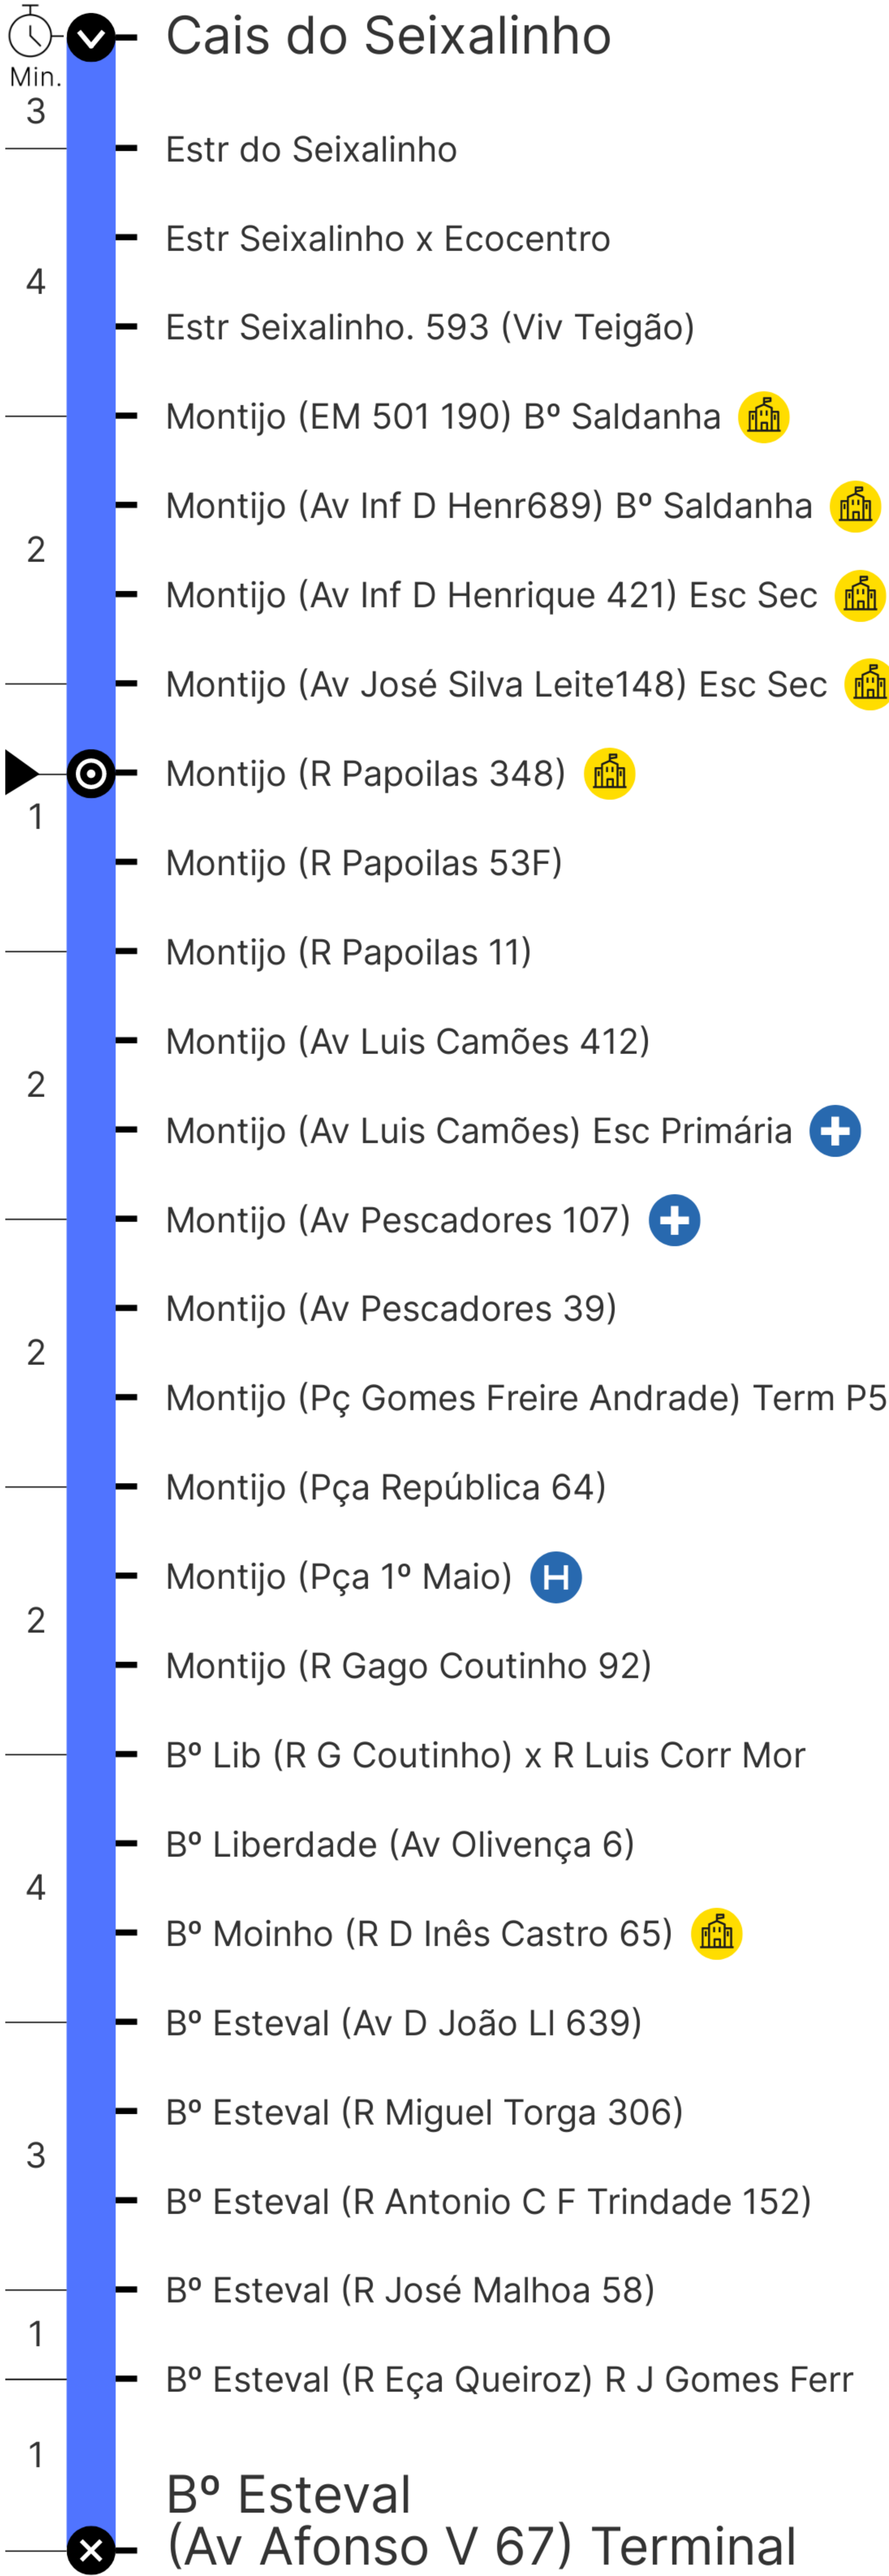 Cais do Seixalinho
Min.
3
Estr do Seixalinho
Estr Seixalinho x Ecocentro
4
Estr Seixalinho. 593 (Viv Teigão)
Montijo (EM 501 190) Bº Saldanha
Montijo (Av Inf D Henr689) Bº Saldanha
2
Montijo (Av Inf D Henrique 421) Esc Sec
Montijo (Av José Silva Leite148) Esc Sec
Montijo (R Papoilas 348)
1
Montijo (R Papoilas 53F)
Montijo (R Papoilas 11)
Montijo (Av Luis Camões 412)
2
Montijo (Av Luis Camões) Esc Primária
Montijo (Av Pescadores 107)
Montijo (Av Pescadores 39)
2
Montijo (Pç Gomes Freire Andrade) Term P5
Montijo (Pça República 64)
Montijo (Pça 1º Maio) H
2
Montijo (R Gago Coutinho 92)
Bº Lib (R G Coutinho) x R Luis Corr Mor
Bº Liberdade (Av Olivença 6)
4
Bº Moinho (R D Inês Castro 65)
Bº Esteval (Av D João LI 639)
Bº Esteval (R Miguel Torga 306)
3
Bº Esteval (R Antonio C F Trindade 152)
Bº Esteval (R José Malhoa 58)
1
Bº Esteval (R Eça Queiroz) R J Gomes Ferr
1
Bº Esteval
(Av Afonso V 67) Terminal